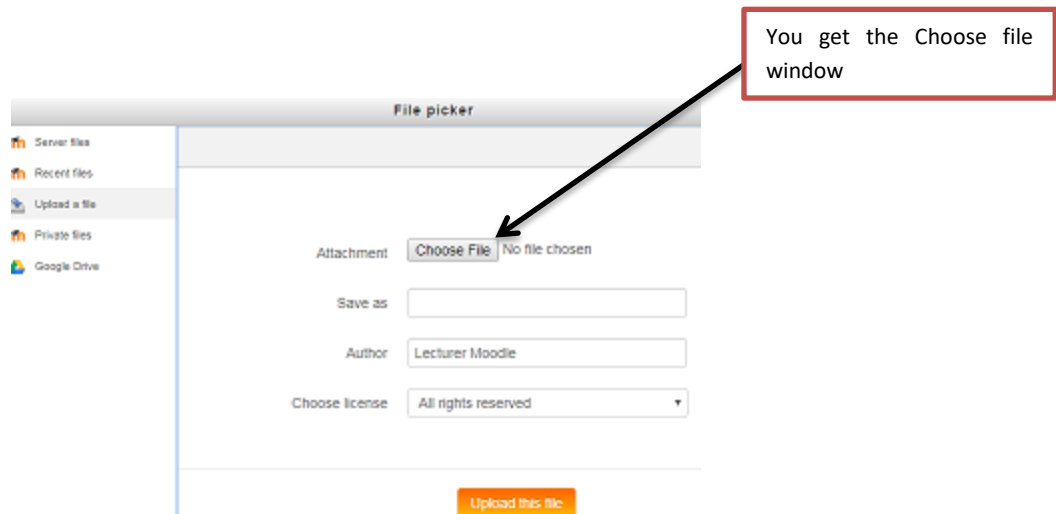 You get the Choose file
window
File picker
Server files
Recent files
Upload a file
Private files
Google Drive
Attachment Choose File No file chosen
Save as
Author Lecturer Moodle
Choose license All rights reserved
Upload this file